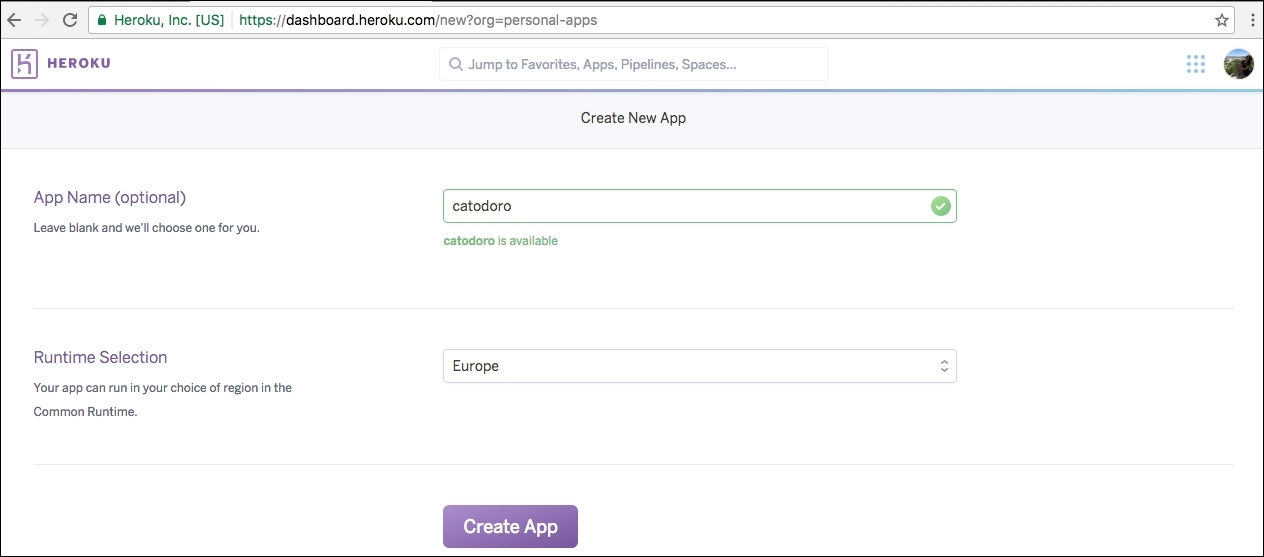 Heroku, Inc. [US] https://dashboard.heroku.com/new?org=personal-apps
HEROKU
Jump to Favorites, Apps, Pipelines, Spaces...
Create New App
App Name (optional)
catodoro
Leave blank and we'll choose one for you.
catodoro is available
Runtime Selection
Europe
Your app can run in your choice of region in the
Common Runtime.
Create App